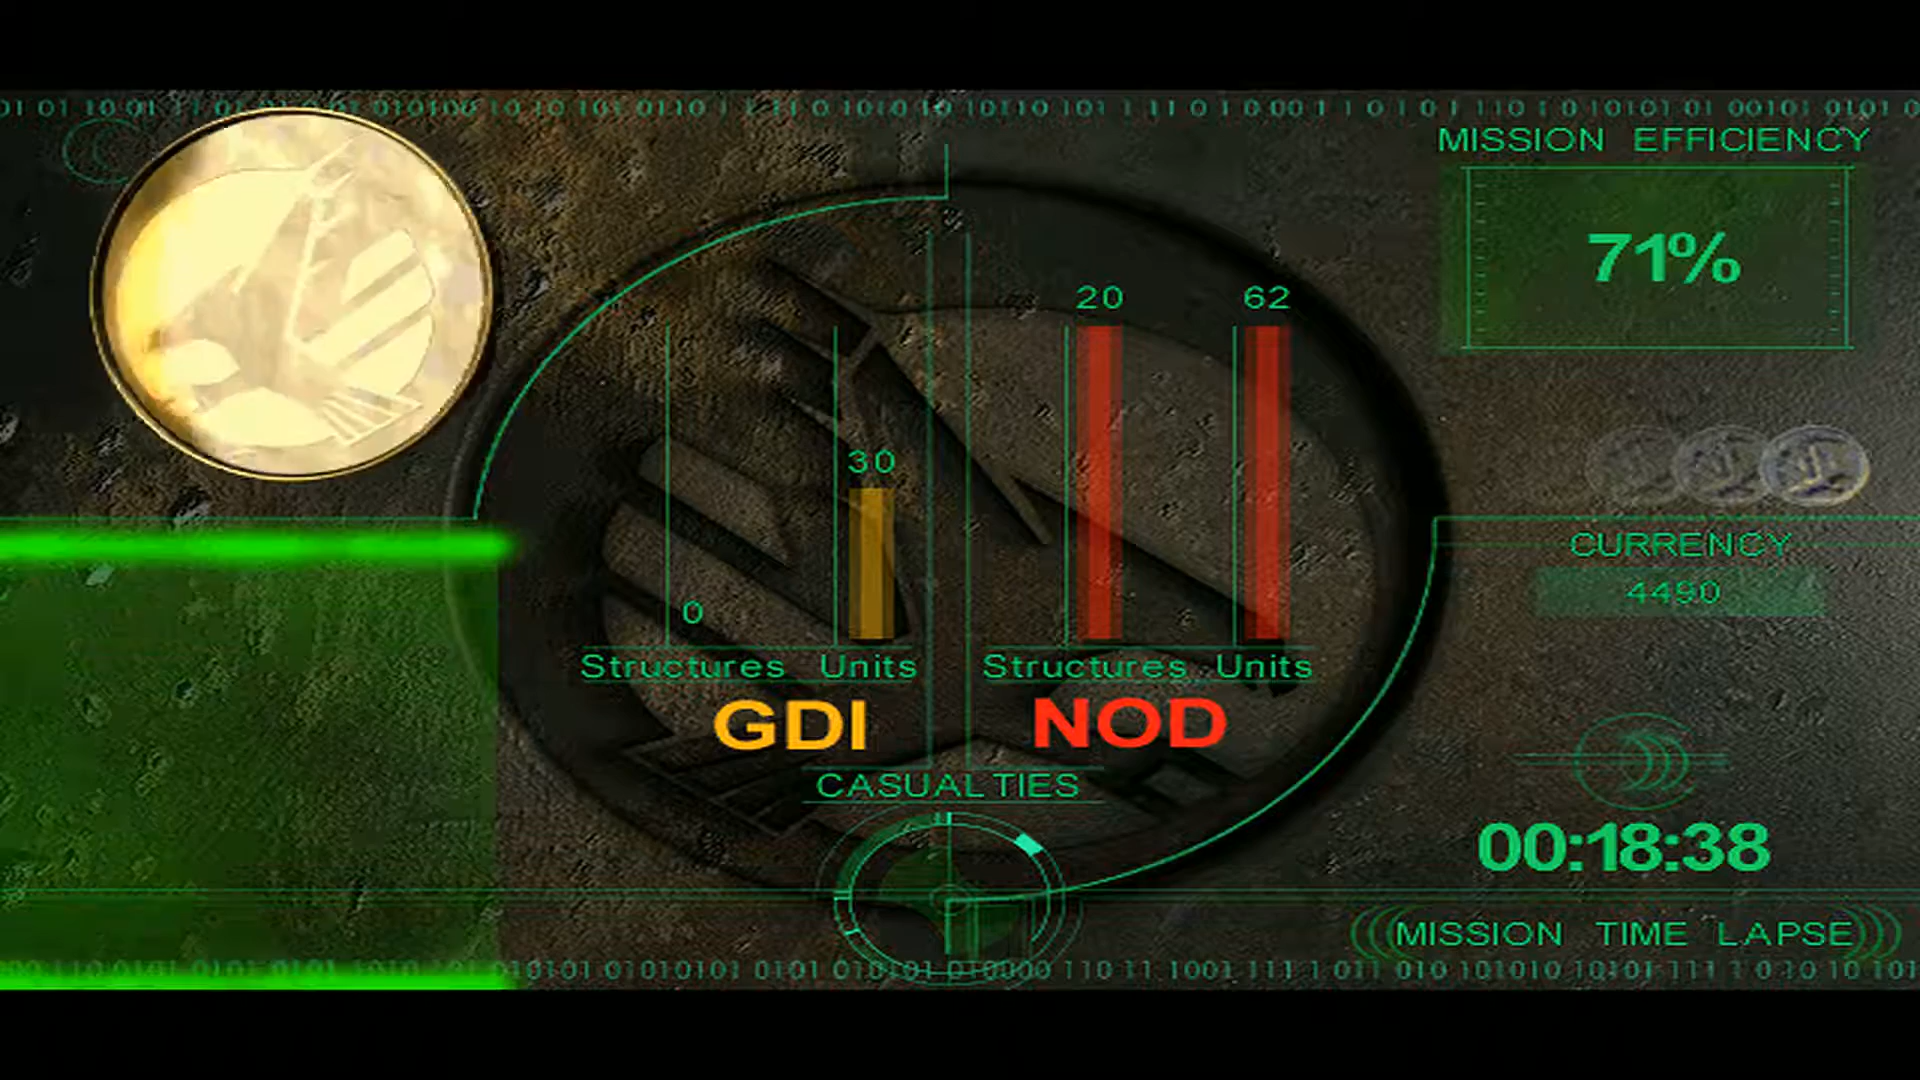 MISSION EFFICIENCY
71%
20
62
30
0
CURRENCY
4490
Structures Units
Structures Units
GDI
NOD
CASUALTIES
00:18:38
MISSION TIME LAPSE